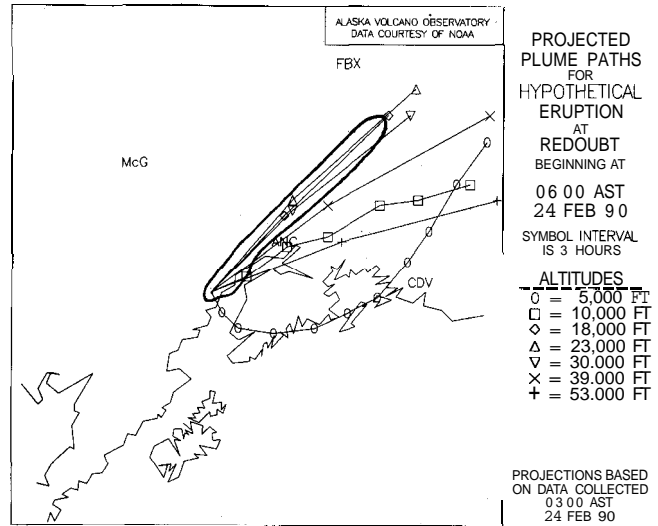 ALASKA VOLCANO OBSERVATORY
DATA COURTESY OF NOAA
FBX
McG
ANC
CDV
PROJECTED
PLUME PATHS
FOR
HYPOTHETICAL
ERUPTION
AT
REDOUBT
BEGINNING AT
06 00 AST
24 FEB 90
SYMBOL INTERVAL
IS 3 HOURS
ALTITUDES
0 = 5,000 FT
□ = 10,000 FT
◇ = 18,000 FT
△ = 23,000 FT
▽ = 30.000 FT
× = 39.000 FT
+ = 53.000 FT
PROJECTIONS BASED
ON DATA COLLECTED
03 00 AST
24 FEB 90